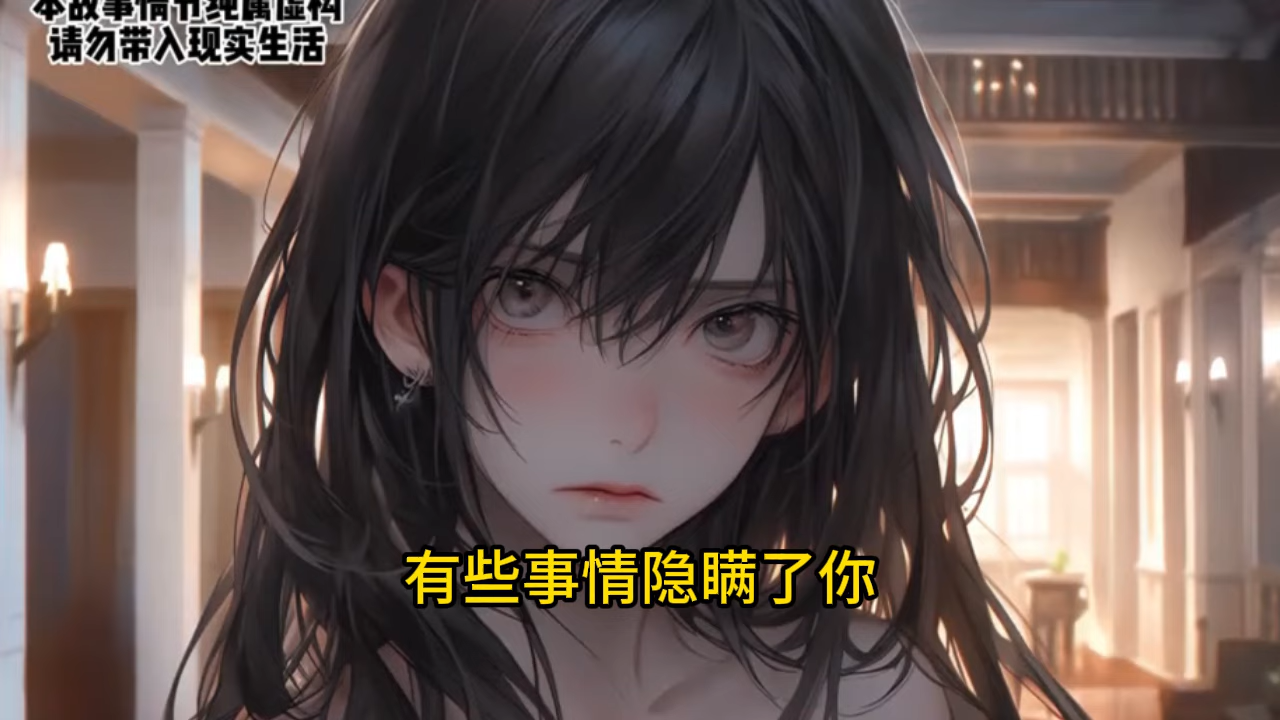 本故事情节纯属虚构
请勿带入现实生活
有些事情隐瞒了你